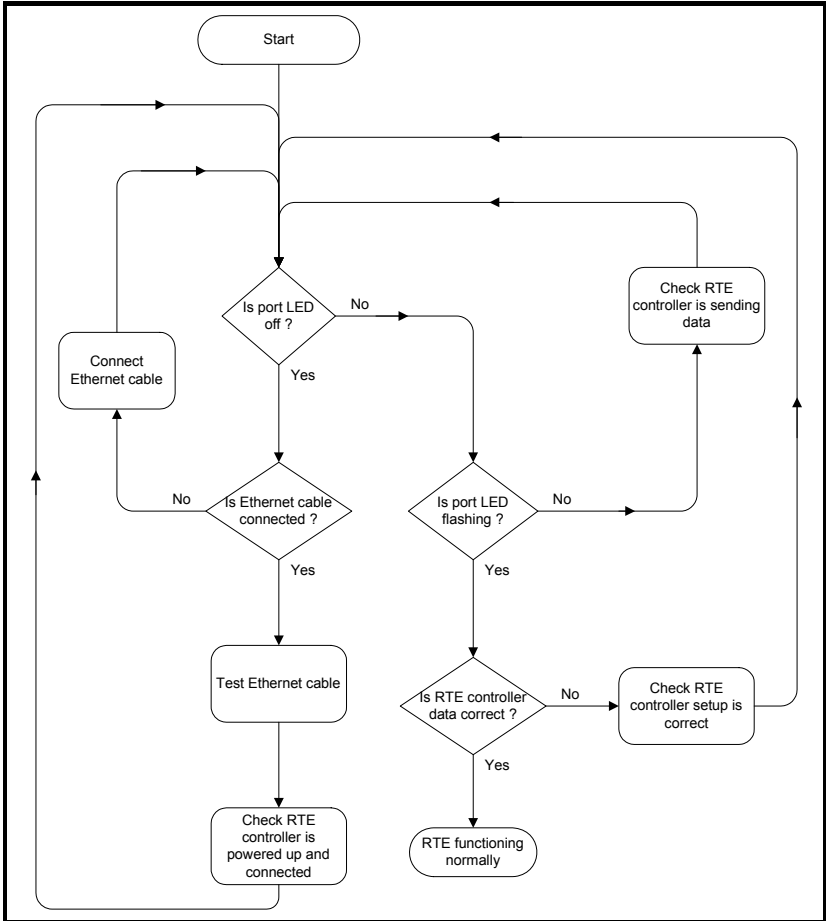 Start
Is port LED
off ?
No
Yes
Check RTE
controller is sending
data
Connect
Ethernet cable
No
Is Ethernet cable
connected ?
Yes
Is port LED
flashing ?
No
Yes
Test Ethernet cable
Is RTE controller
data correct ?
No
Yes
Check RTE
controller setup is
correct
Check RTE
controller is
powered up and
connected
RTE functioning
normally